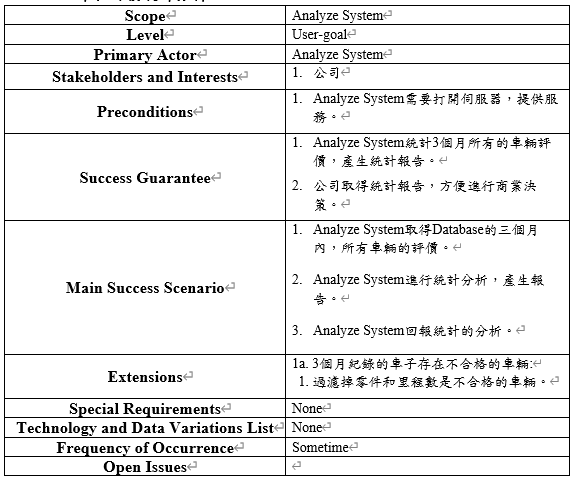 Scope Analyze System
Level User-goal
Primary Actor Analyze System
Stakeholders and Interests 1. 公司
Preconditions 1. Analyze System需要打開伺服器，提供服
務。
Success Guarantee 1. Analyze System統計3個月所有的車輛評
價，產生統計報告。
2. 公司取得統計報告，方便進行商業決
策。
Main Success Scenario 1. Analyze System取得Database的三個月
內，所有車輛的評價。
2. Analyze System進行統計分析，產生報
告。
3. Analyze System回報統計的分析。
Extensions 1a. 3個月紀錄的車子存在不合格的車輛:
1. 過濾掉零件和里程數是不合格的車輛。
Special Requirements None
Technology and Data Variations List None
Frequency of Occurrence Sometime
Open Issues